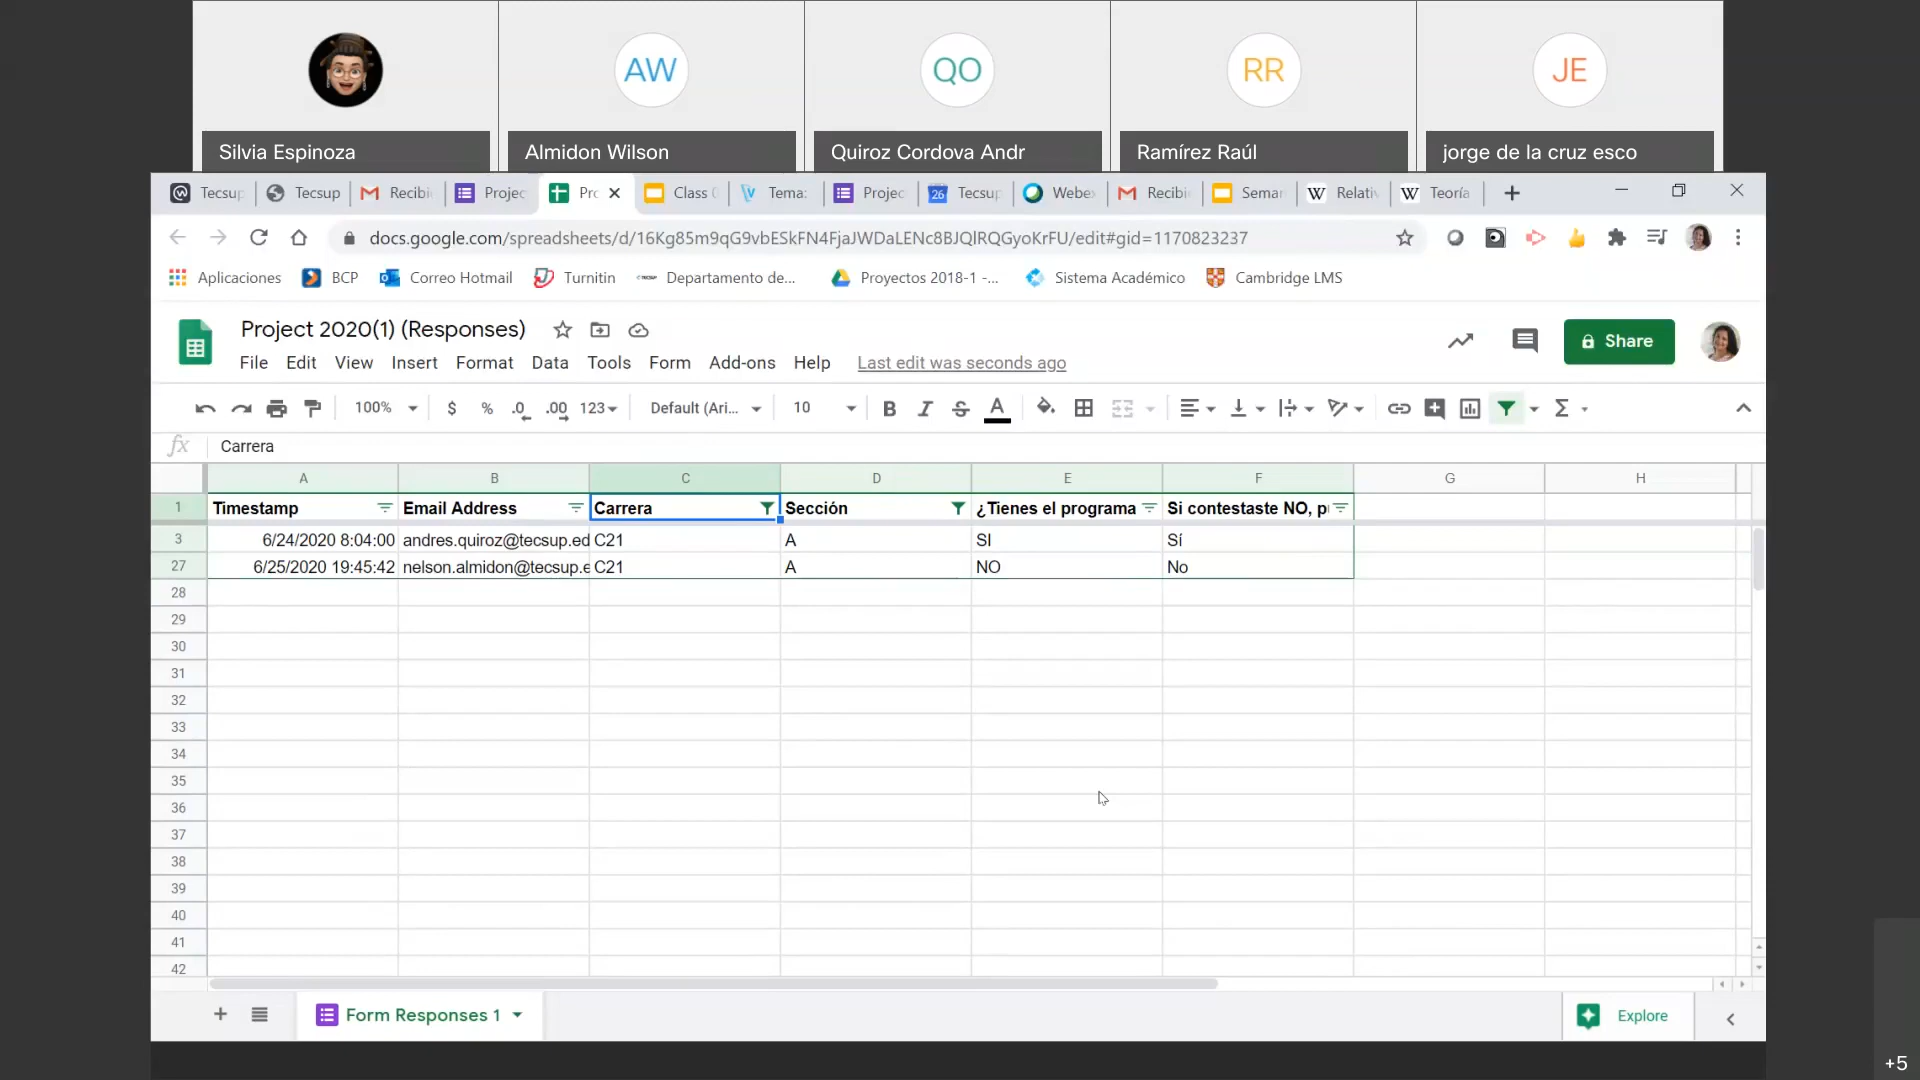 AW
QO
RR
JE
Silvia Espinoza
Almidon Wilson
Quiroz Cordova Andr
Ramírez Raúl
jorge de la cruz esco
Tecsup
Tecsup
Recibi
Projec
Pro
Class
Tema:
Projec
26
Tecsup
Webex
Recibi
Semar
W
Relativ
W
Teoría
docs.google.com/spreadsheets/d/16Kg85m9qG9vbESkFN4FjaJWDaLENc8BJQlRQGyoKrFU/edit#gid=1170823237
Aplicaciones
BCP
Correo Hotmail
Turnitin
Departamento de...
Proyectos 2018-1 -...
Sistema Académico
Cambridge LMS
Project 2020(1) (Responses)
File Edit View Insert Format Data Tools Form Add-ons Help Last edit was seconds ago
Share
100% $ % .0 .00 123 Default (Ari... 10 B I S A Σ
fx Carrera
A B C D E F G H
1 Timestamp Email Address Carrera Sección ¿Tienes el programa Si contestaste NO, p
3 6/24/2020 8:04:00 andres.quiroz@tecsup.ed C21 A SI Sí
27 6/25/2020 19:45:42 nelson.almidon@tecsup.e C21 A NO No
28
29
30
31
32
33
34
35
36
37
38
39
40
41
42
Form Responses 1
Explore
+5